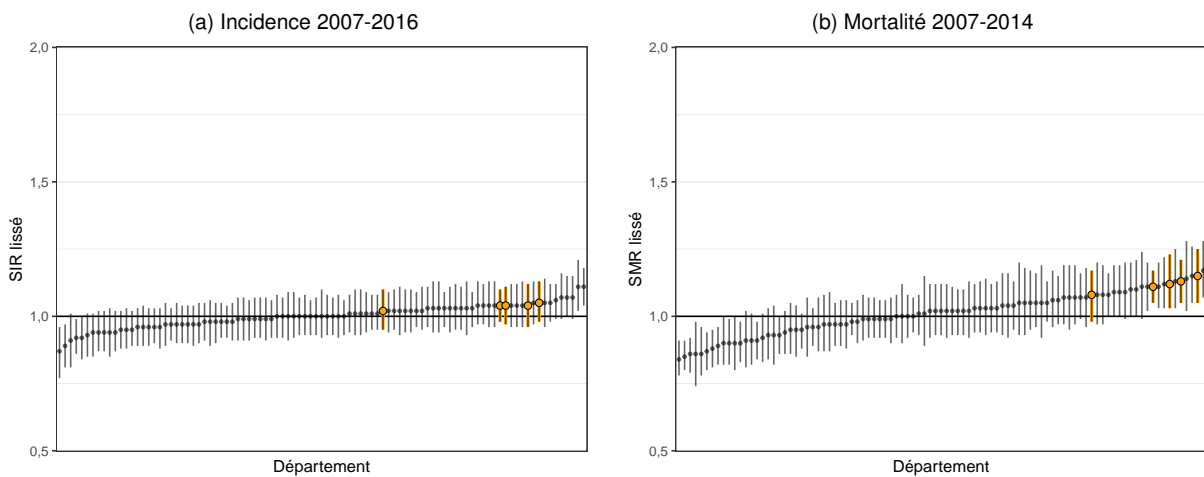 (a) Incidence 2007-2016
2,0
1,5
1,0
0,5
SIR lissé
Département
(b) Mortalité 2007-2014
2,0
1,5
1,0
0,5
SMR lissé
Département